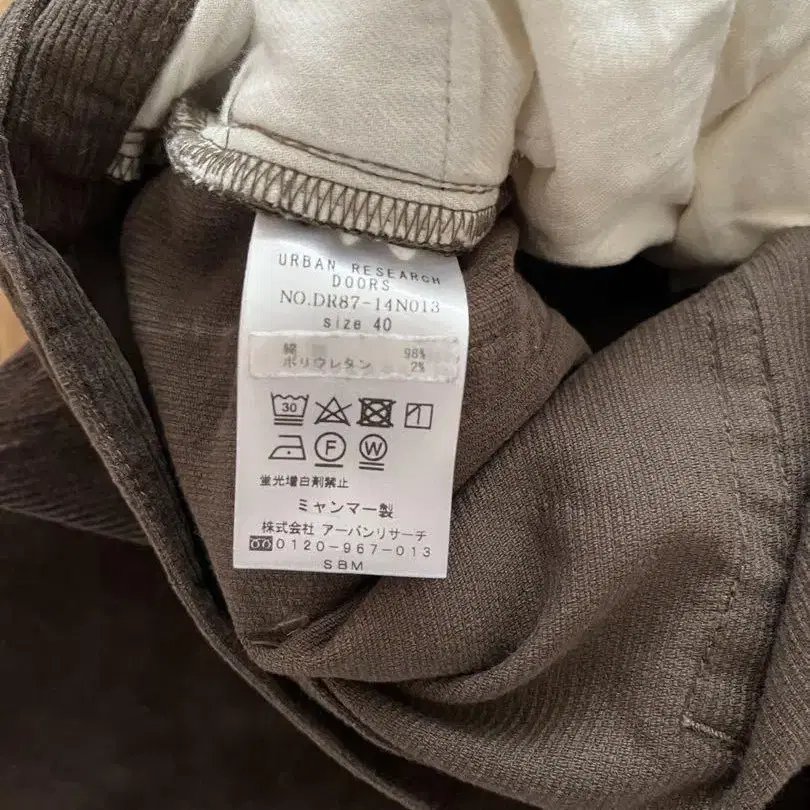 URBAN RESEARCH
DOORS
NO.DR87-14N013
size 40
綿 98%
ポリウレタン 2%
30
F W
蛍光増白剤禁止
ミャンマー製
株式会社 アーバンリサーチ
0120-967-013
SBM